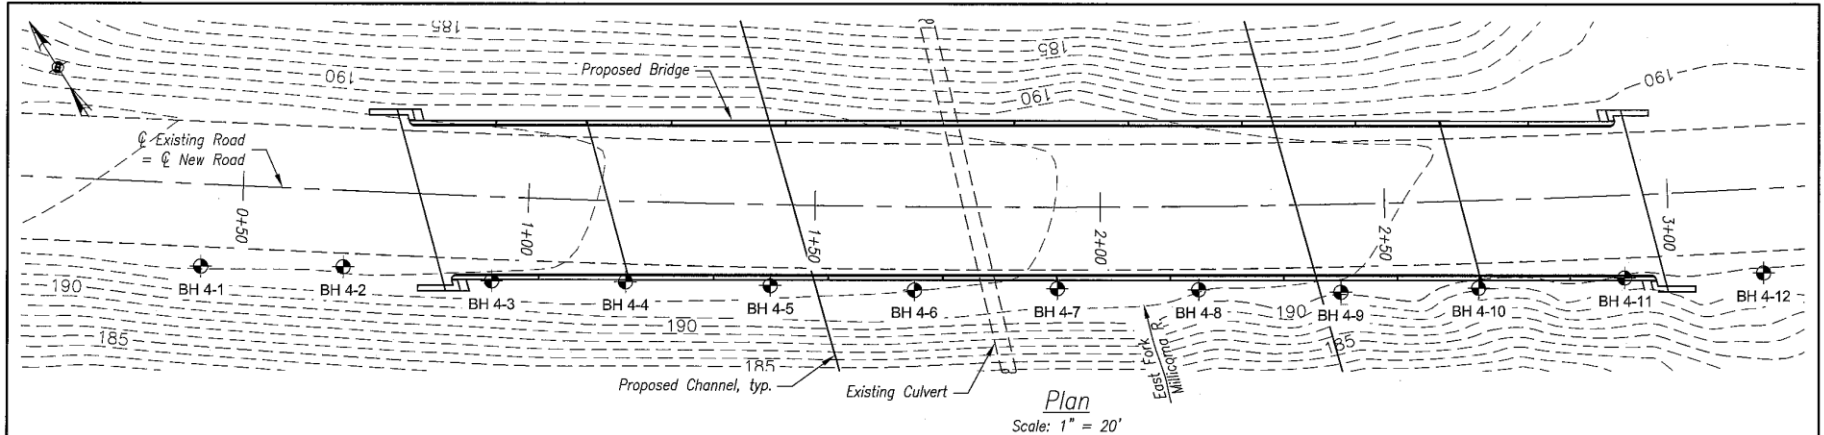 185
185
190
Proposed Bridge
190
190
℄ Existing Road
= ℄ New Road
0+50
1+00
1+50
2+00
2+50
3+00
BH 4-1
BH 4-2
BH 4-3
BH 4-4
BH 4-5
BH 4-6
BH 4-7
BH 4-8
BH 4-9
BH 4-10
BH 4-11
BH 4-12
190
190
190
185
185
185
East Fork
Millicoma R.
Proposed Channel, typ.
Existing Culvert
Plan
Scale: 1" = 20'